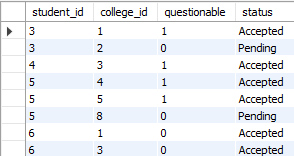 student_id college_id questionable status
3 1 1 Accepted
3 2 0 Pending
4 3 1 Accepted
5 4 1 Accepted
5 5 1 Accepted
5 8 0 Pending
6 1 0 Accepted
6 3 0 Accepted